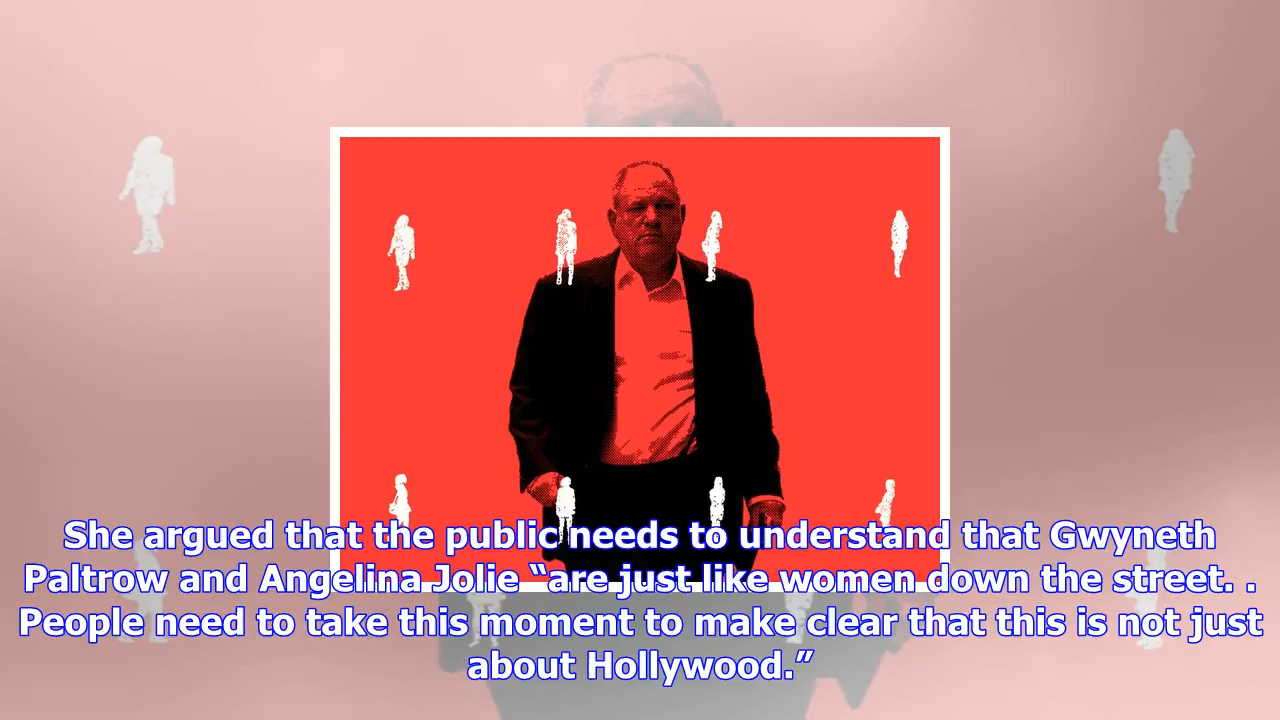 She argued that the public needs to understand that Gwyneth
Paltrow and Angelina Jolie “are just like women down the street. .
People need to take this moment to make clear that this is not just
about Hollywood.”